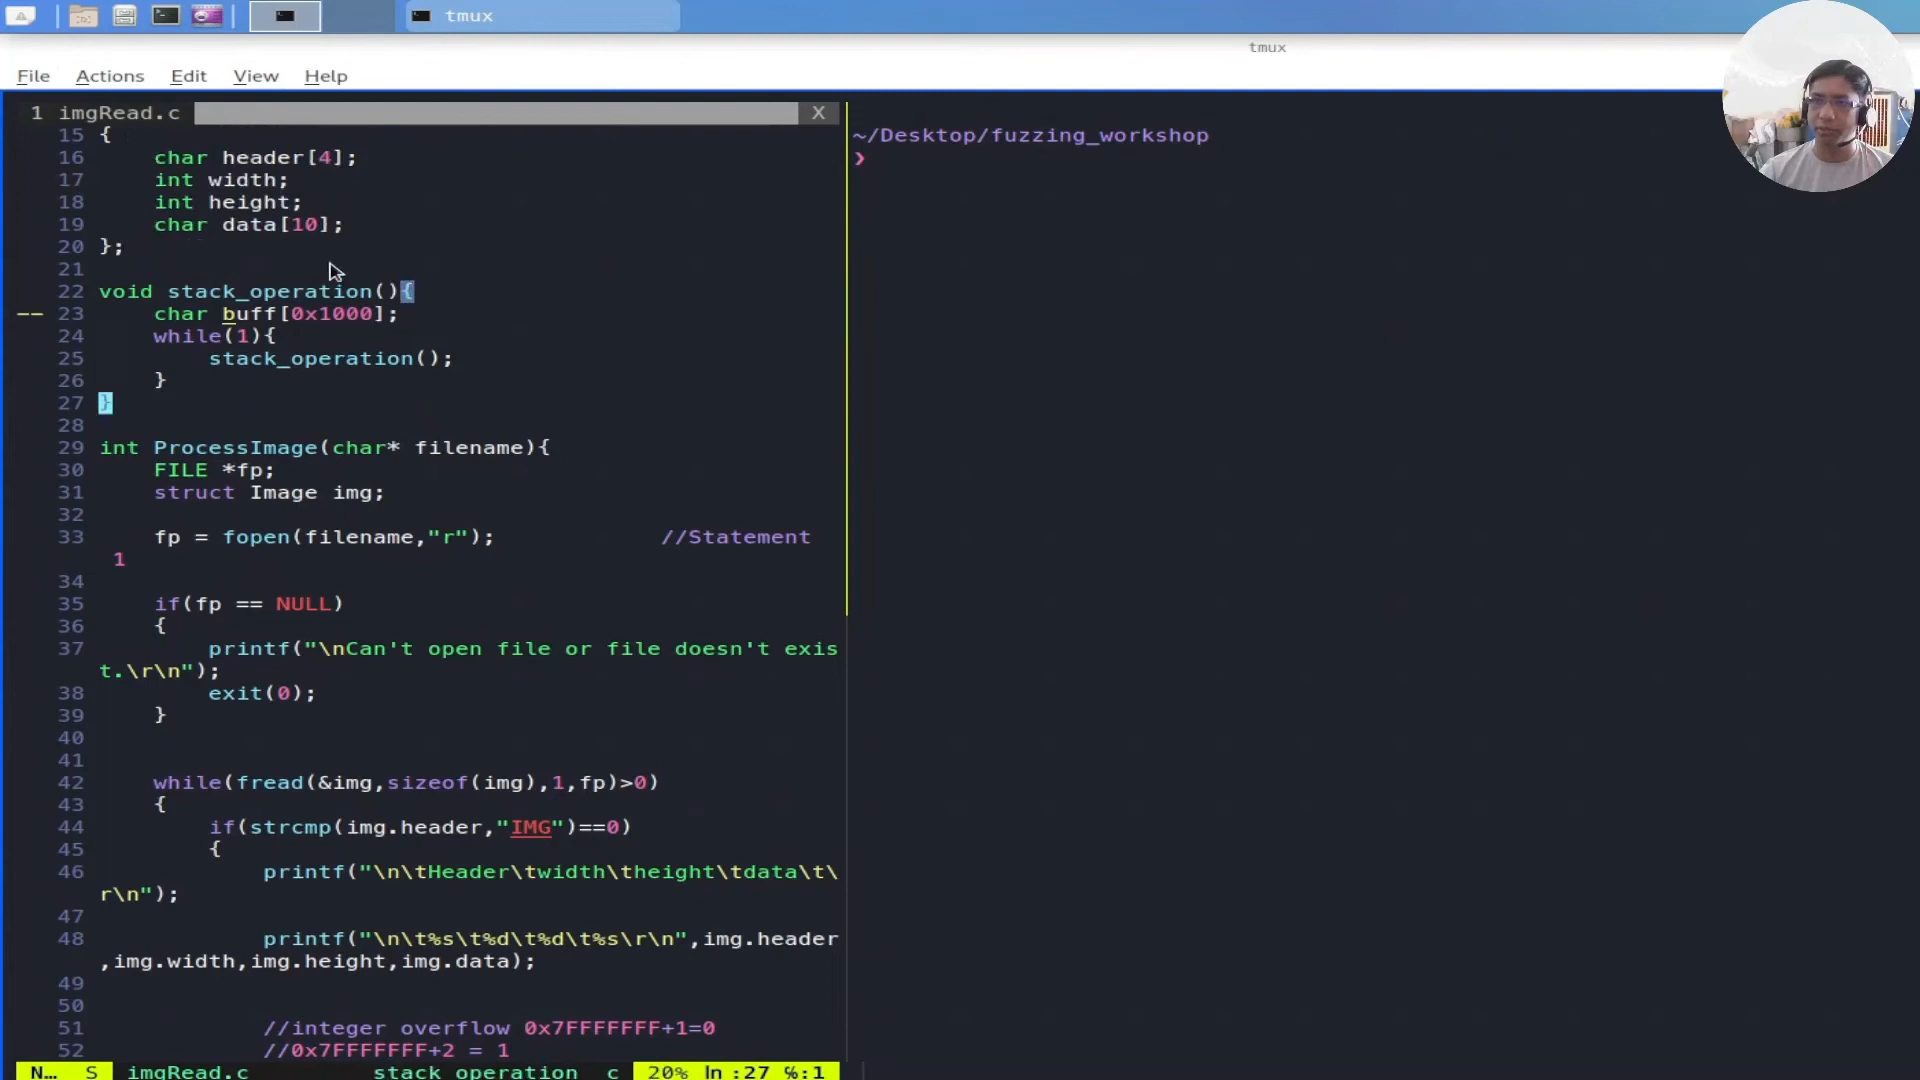 tmux
tmux
File Actions Edit View Help
1 imgRead.c X
15 {
16 char header[4];
17 int width;
18 int height;
19 char data[10];
20 };
21
22 void stack_operation(){
-- 23 char buff[0x1000];
24 while(1){
25 stack_operation();
26 }
27 }
28
29 int ProcessImage(char* filename){
30 FILE *fp;
31 struct Image img;
32
33 fp = fopen(filename,"r"); //Statement
1
34
35 if(fp == NULL)
36 {
37 printf("\nCan't open file or file doesn't exis
t.\r\n");
38 exit(0);
39 }
40
41
42 while(fread(&img,sizeof(img),1,fp)>0)
43 {
44 if(strcmp(img.header,"IMG")==0)
45 {
46 printf("\n\tHeader\twidth\theight\tdata\t\
r\n");
47
48 printf("\n\t%s\t%d\t%d\t%s\r\n",img.header
,img.width,img.height,img.data);
49
50
51 //integer overflow 0x7FFFFFFF+1=0
52 //0x7FFFFFFF+2 = 1
N… S imgRead.c stack_operation c 20% ln :27 ℅:1
~/Desktop/fuzzing_workshop
❯